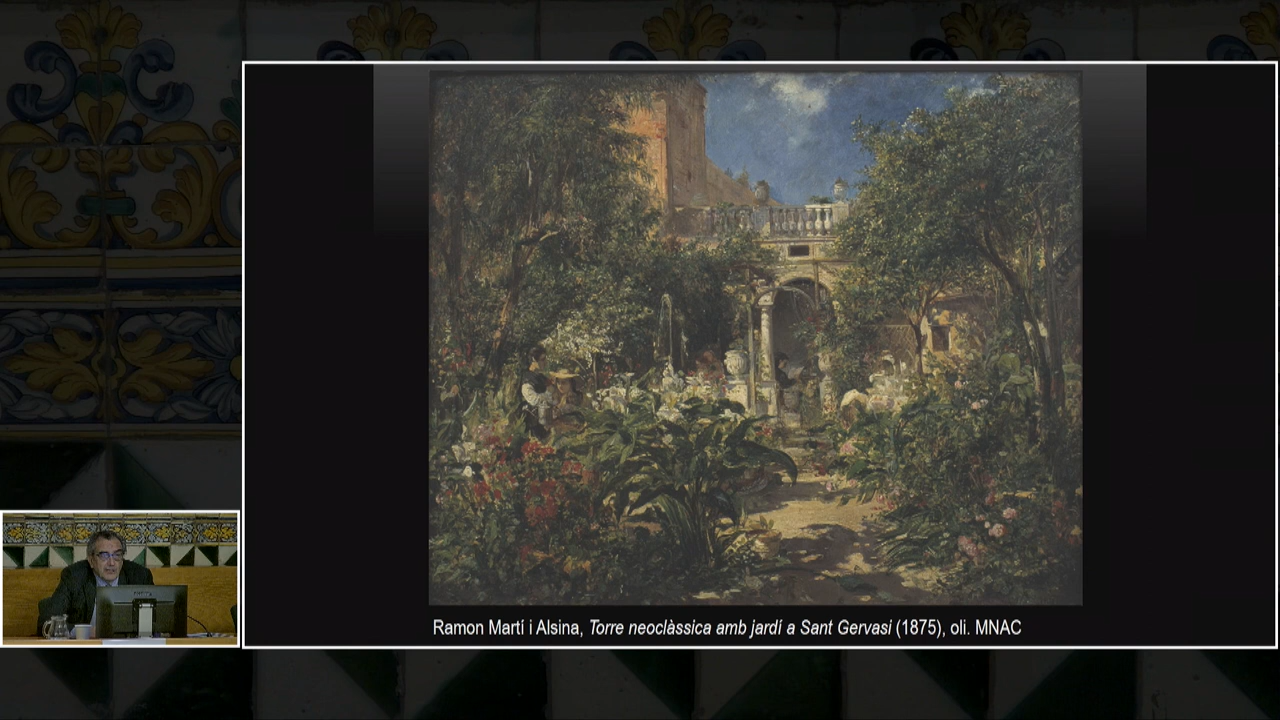 Ramon Martí i Alsina, Torre neoclàssica amb jardí a Sant Gervasi (1875), oli. MNAC